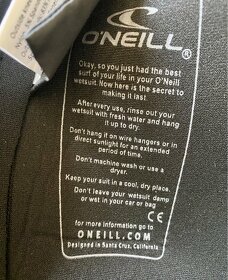 O'NEILL
®
Okay, so you just had the best
surf of your life in your O'Neill
wetsuit. Now here is the secret to
making it last.
After every use, rinse out your
wetsuit with fresh water and hang
it up to dry.
Don't hang it on wire hangers or in
direct sunlight for an extended
period of time.
Don't machine wash or use a
dryer.
Keep your suit in a cool, dry place.
Don't leave your wetsuit damp
or wet in your car or bag
CE
for more information go to
ONEILL.COM
Designed in Santa Cruz, California